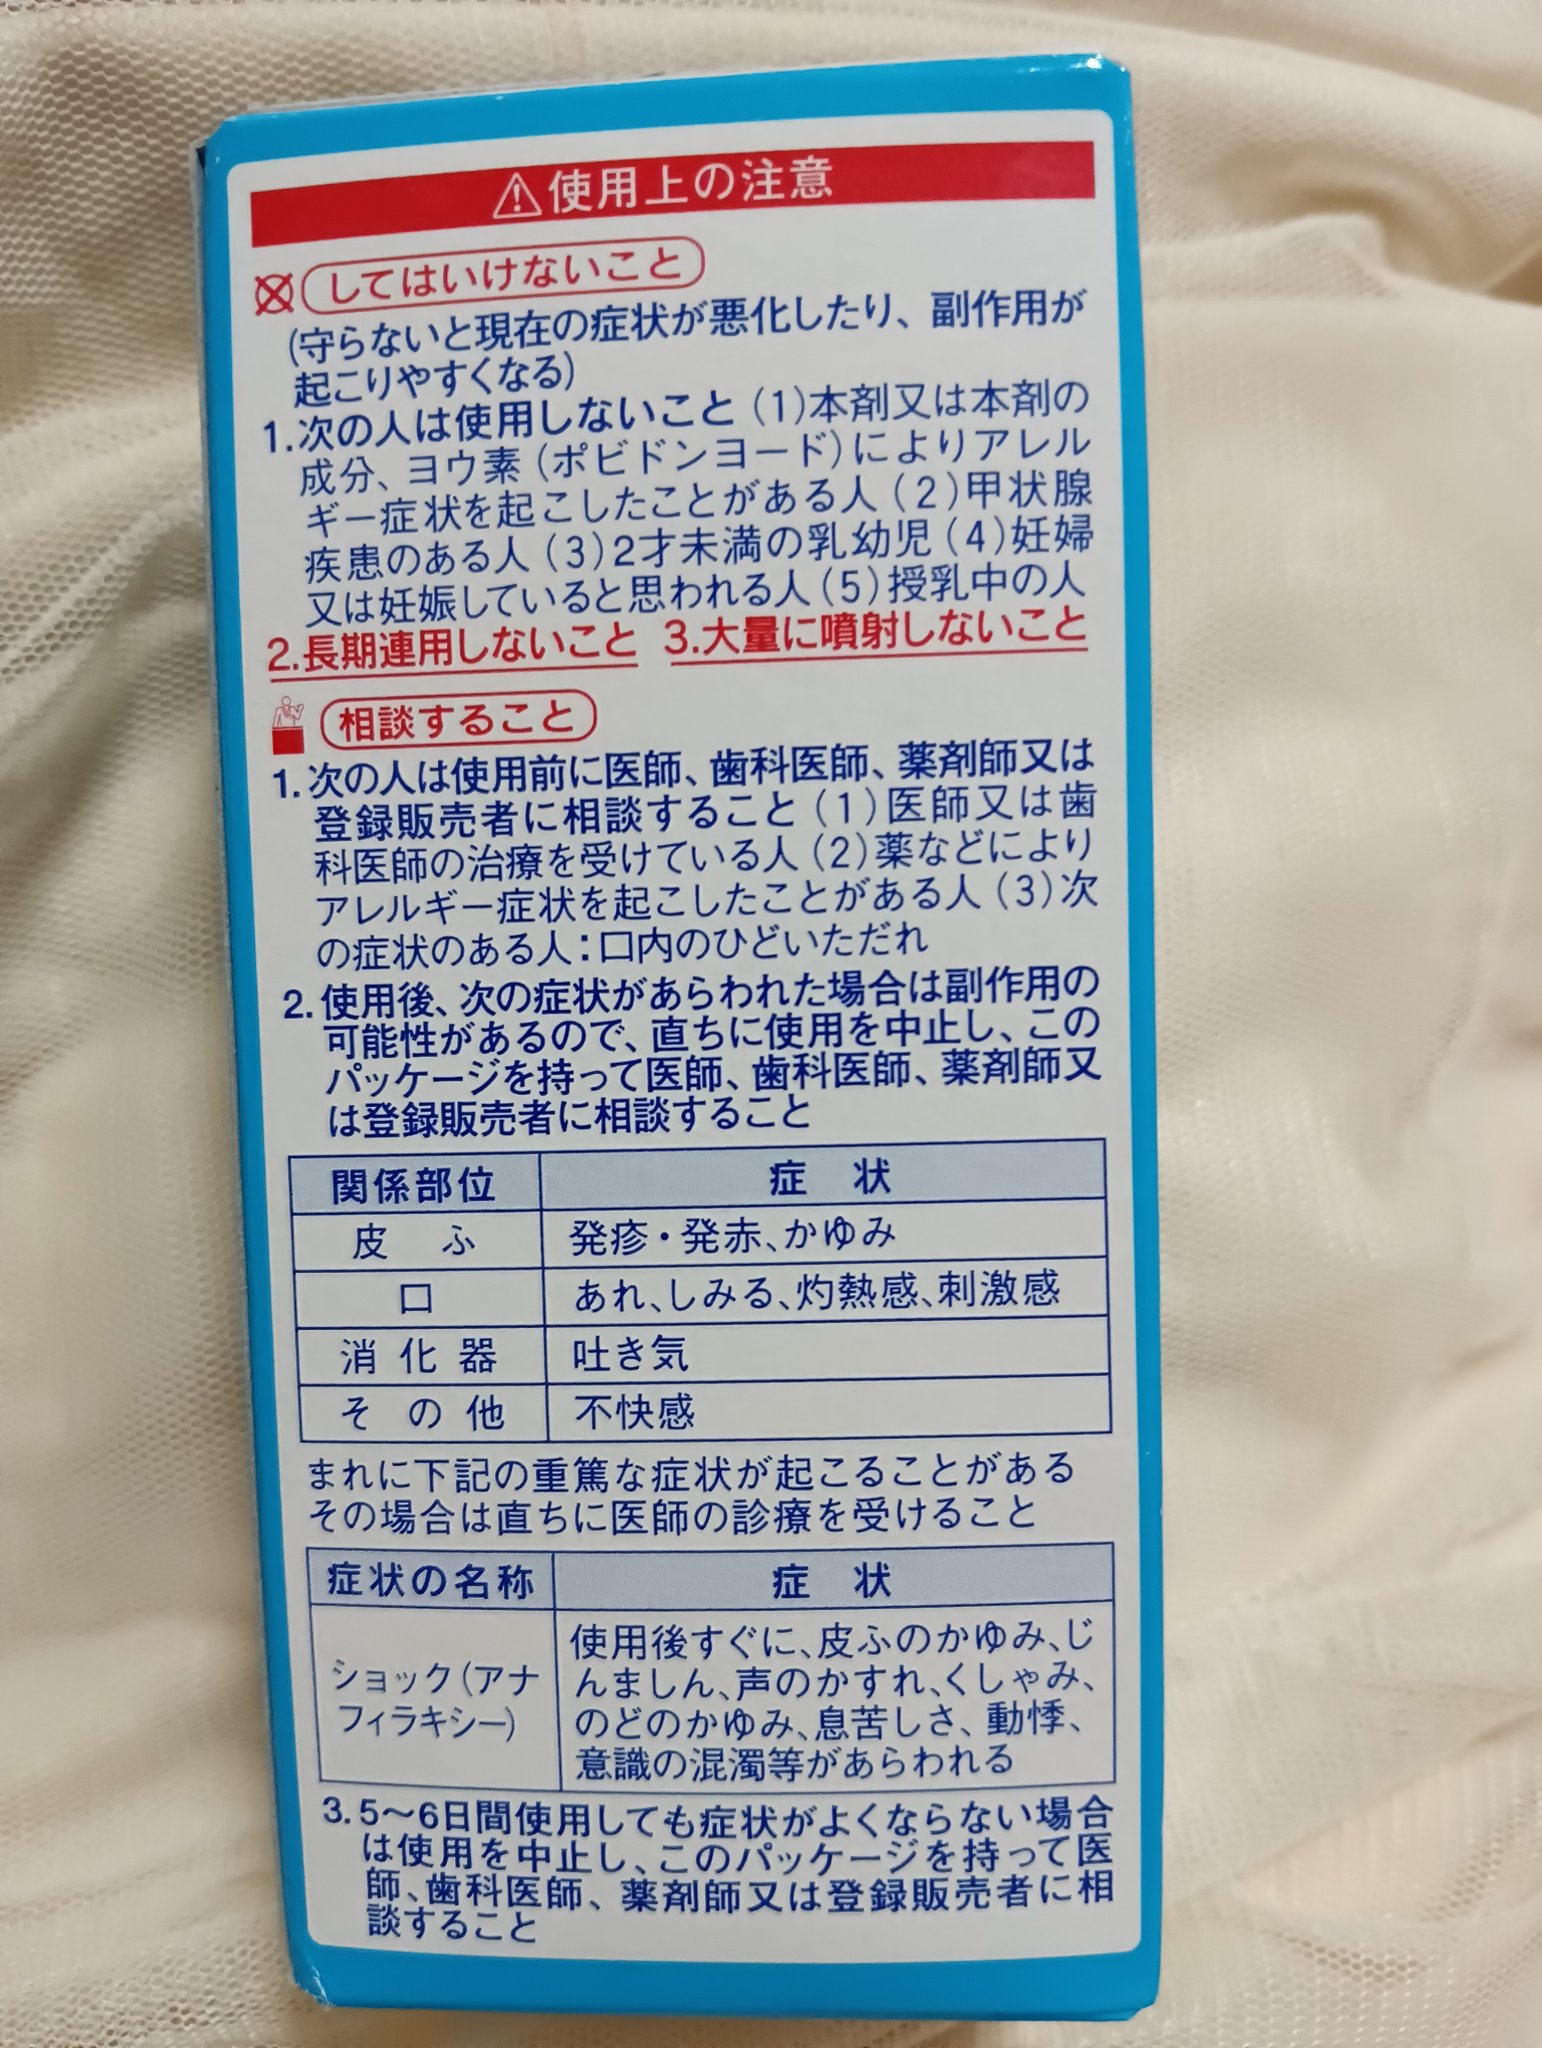 ⚠使用上の注意
してはいけないこと
(守らないと現在の症状が悪化したり、副作用が
起こりやすくなる)
1.次の人は使用しないこと(1)本剤又は本剤の
成分、ヨウ素(ポビドンヨード)によりアレル
ギー症状を起こしたことがある人(2)甲状腺
疾患のある人(3)2才未満の乳幼児(4)妊婦
又は妊娠していると思われる人(5)授乳中の人
2.長期連用しないこと 3.大量に噴射しないこと
相談すること
1.次の人は使用前に医師、歯科医師、薬剤師又は
登録販売者に相談すること(1)医師又は歯
科医師の治療を受けている人(2)薬などにより
アレルギー症状を起こしたことがある人(3)次
の症状のある人:口内のひどいただれ
2.使用後、次の症状があらわれた場合は副作用の
可能性があるので、直ちに使用を中止し、この
パッケージを持って医師、歯科医師、薬剤師又
は登録販売者に相談すること
関係部位 症状
皮ふ 発疹・発赤、かゆみ
口 あれ、しみる、灼熱感、刺激感
消化器 吐き気
その他 不快感
まれに下記の重篤な症状が起こることがある
その場合は直ちに医師の診療を受けること
症状の名称 症状
ショック(アナ
フィラキシー)
使用後すぐに、皮ふのかゆみ、じ
んましん、声のかすれ、くしゃみ、
のどのかゆみ、息苦しさ、動悸、
意識の混濁等があらわれる
3.5〜6日間使用しても症状がよくならない場合
は使用を中止し、このパッケージを持って医
師、歯科医師、薬剤師又は登録販売者に相
談すること